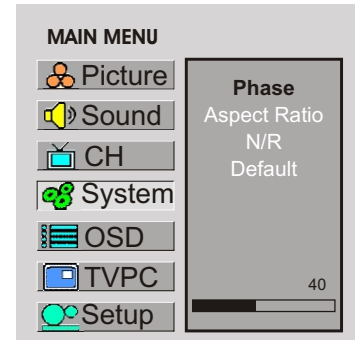 MAIN MENU
Picture
Sound
CH
System
OSD
TVPC
Setup
Phase
Aspect Ratio
N/R
Default
40